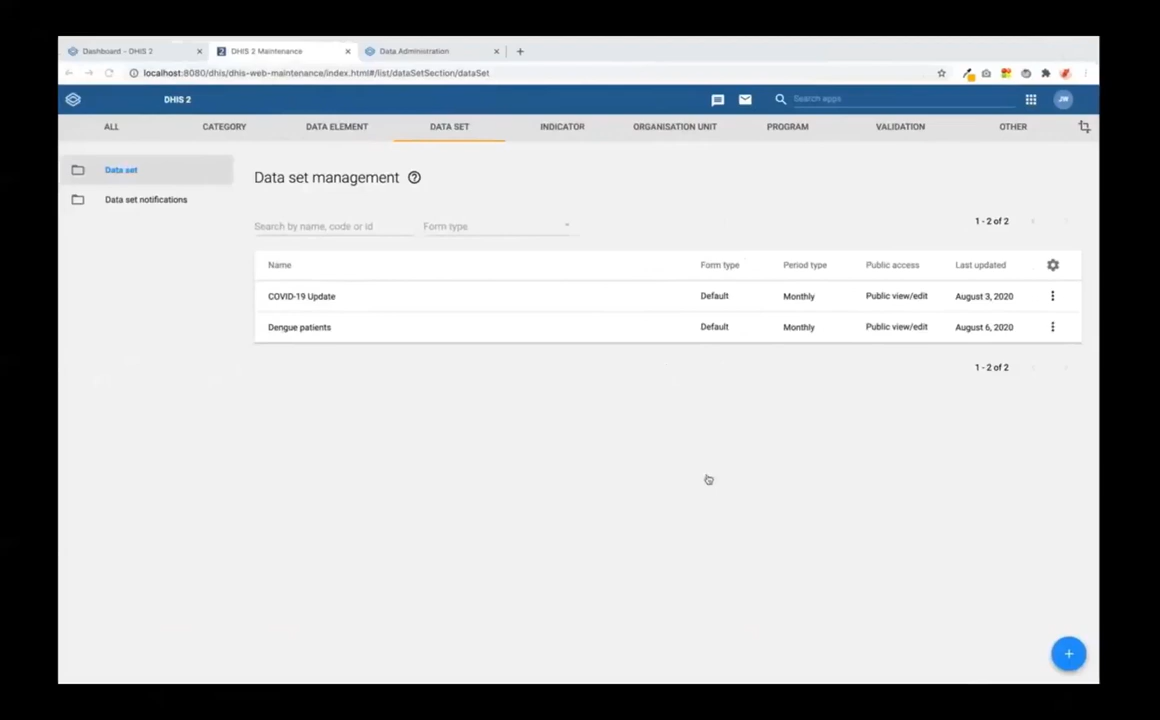 Dashboard - DHIS 2 DHIS 2 Maintenance Data Administration
localhost:8080/dhis/dhis-web-maintenance/index.html#/list/dataSetSection/dataSet
DHIS 2 Search apps JW
ALL CATEGORY DATA ELEMENT DATA SET INDICATOR ORGANISATION UNIT PROGRAM VALIDATION OTHER
Data set
Data set notifications
Data set management
Search by name, code or id Form type 1 - 2 of 2
Name Form type Period type Public access Last updated
COVID-19 Update Default Monthly Public view/edit August 3, 2020
Dengue patients Default Monthly Public view/edit August 6, 2020
1 - 2 of 2